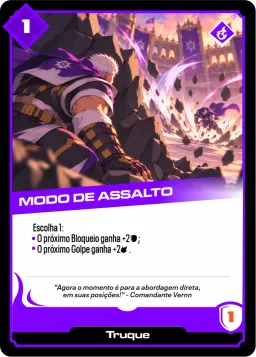 1
MODO DE ASSALTO
Escolha 1:
• O próximo Bloqueio ganha +2 ;
• O próximo Golpe ganha +2 .
"Agora o momento é para a abordagem direta,
em suas posições!" - Comandante Vernn
1
Truque